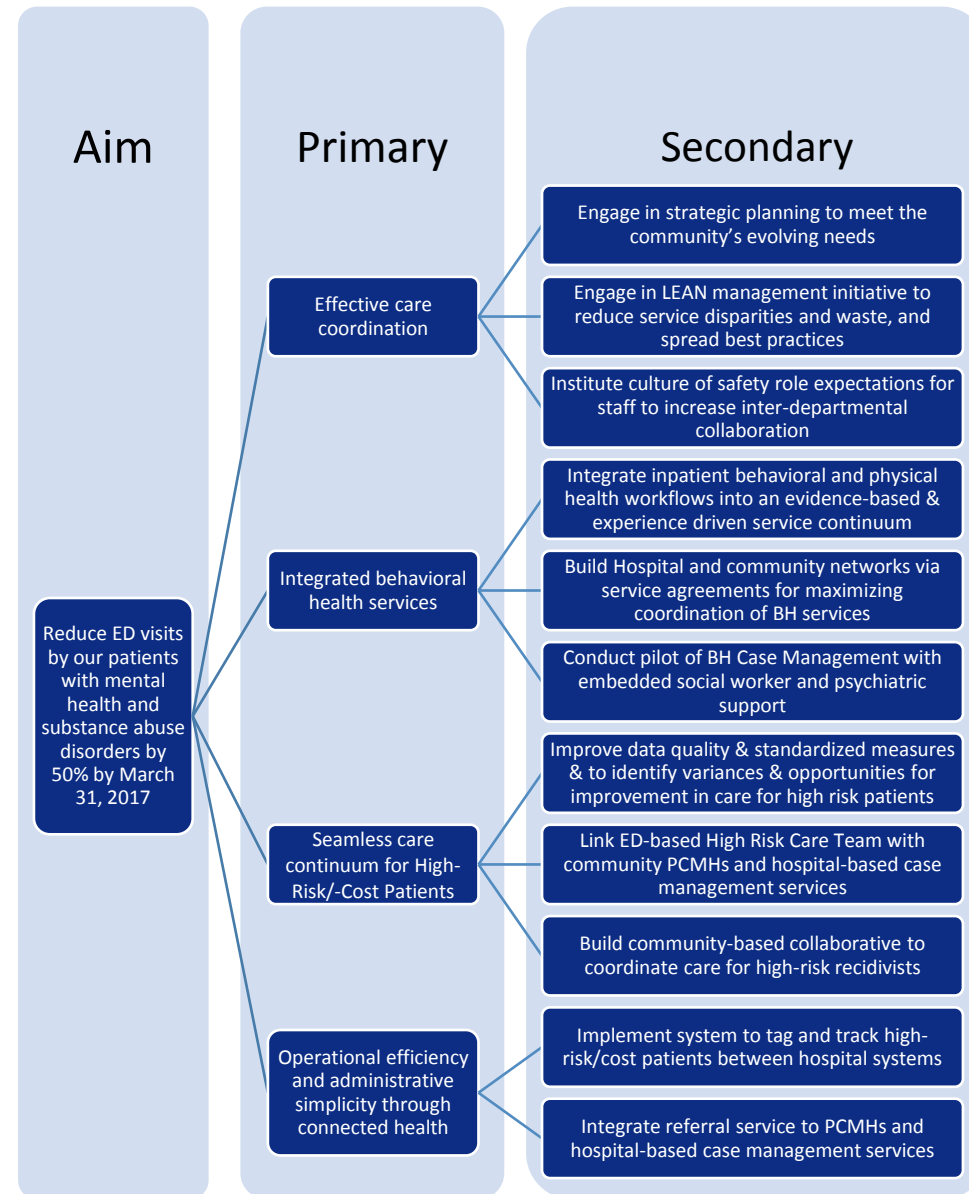 Aim
Primary
Secondary
Engage in strategic planning to meet the
community’s evolving needs
Effective care
coordination
Engage in LEAN management initiative to
reduce service disparities and waste, and
spread best practices
Institute culture of safety role expectations for
staff to increase inter-departmental
collaboration
Integrate inpatient behavioral and physical
health workflows into an evidence-based &
experience driven service continuum
Integrated behavioral
health services
Build Hospital and community networks via
service agreements for maximizing
coordination of BH services
Conduct pilot of BH Case Management with
embedded social worker and psychiatric
support
Reduce ED visits
by our patients
with mental
health and
substance abuse
disorders by
50% by March
31, 2017
Improve data quality & standardized measures
& to identify variances & opportunities for
improvement in care for high risk patients
Seamless care
continuum for High-
Risk/-Cost Patients
Link ED-based High Risk Care Team with
community PCMHs and hospital-based case
management services
Build community-based collaborative to
coordinate care for high-risk recidivists
Operational efficiency
and administrative
simplicity through
connected health
Implement system to tag and track high-
risk/cost patients between hospital systems
Integrate referral service to PCMHs and
hospital-based case management services